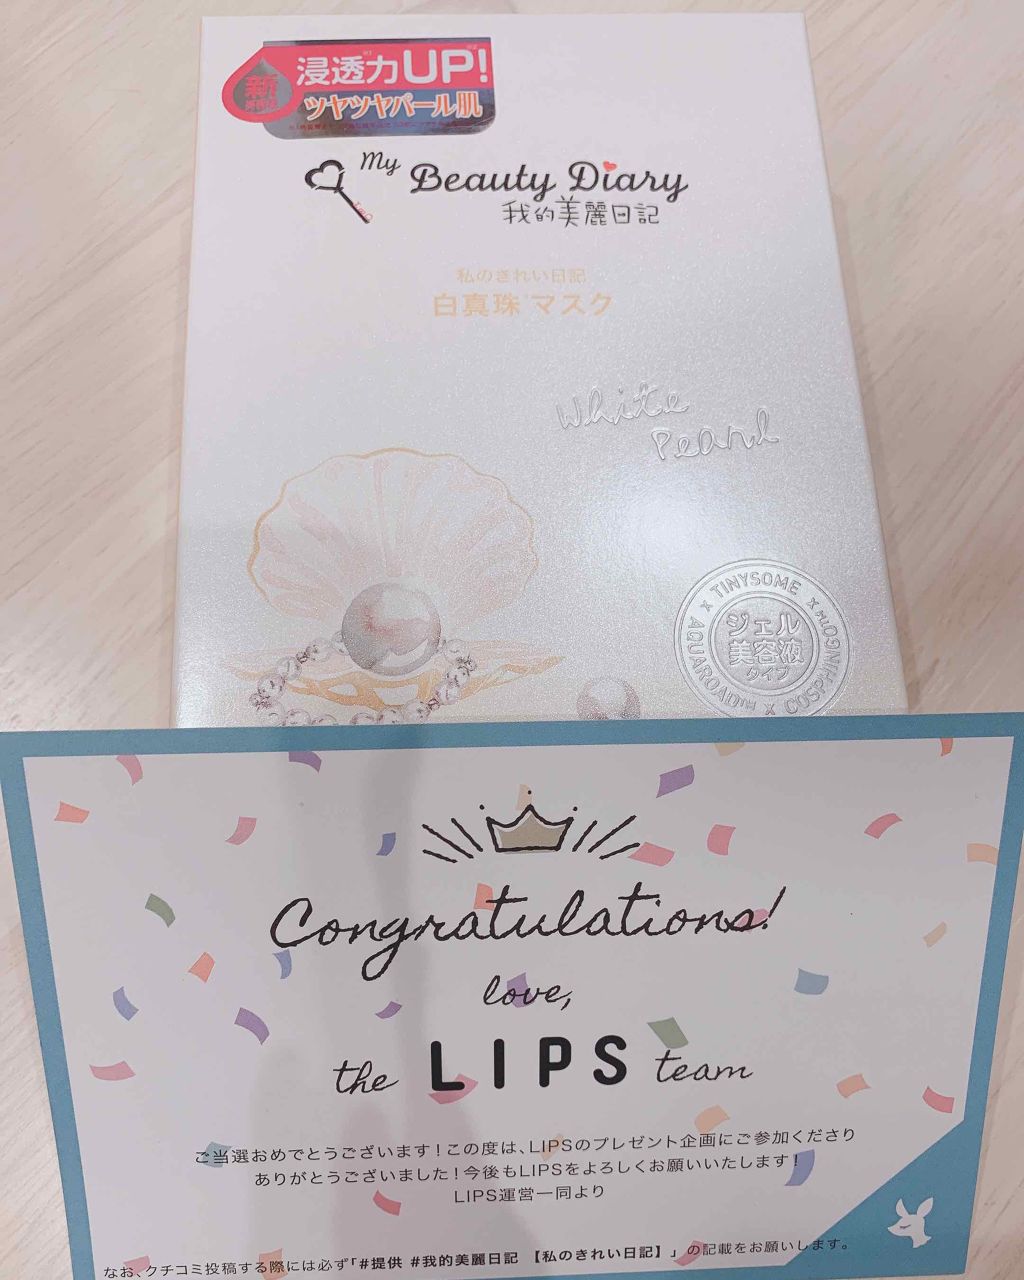 新
浸透力UP!
ツヤツヤパール肌
My Beauty Diary
我的美麗日記
私のきれい日記
白真珠*マスク
White
Pearl
TINYSOME x COSPHINGO™ x AQUAROAD™ x
ジェル
美容液
タイプ
Congratulations!
love,
the LIPS team
ご当選おめでとうございます!この度は、LIPSのプレゼント企画にご参加くださり
ありがとうございました!今後もLIPSをよろしくお願いいたします!
LIPS運営一同より
なお、クチコミ投稿する際には必ず「#提供 #我的美麗日記 【私のきれい日記】」の記載をお願いします。